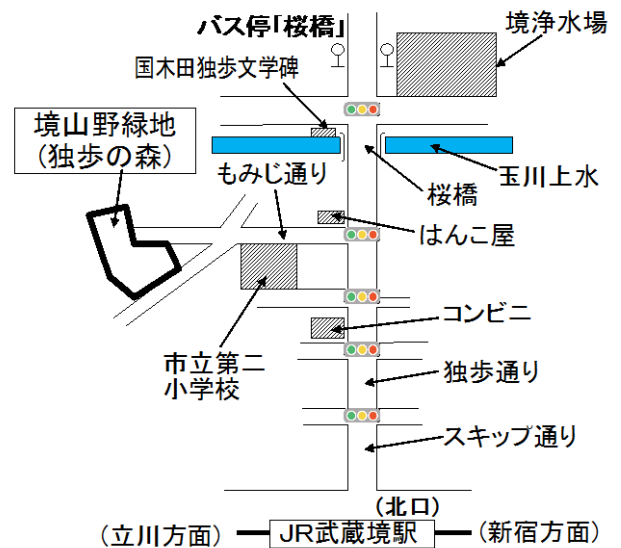 バス停「桜橋」
境浄水場
国木田独歩文学碑
境山野緑地
(独歩の森)
もみじ通り
玉川上水
桜橋
はんこ屋
コンビニ
市立第二
小学校
独歩通り
スキップ通り
(北口)
(立川方面)
JR武蔵境駅
(新宿方面)